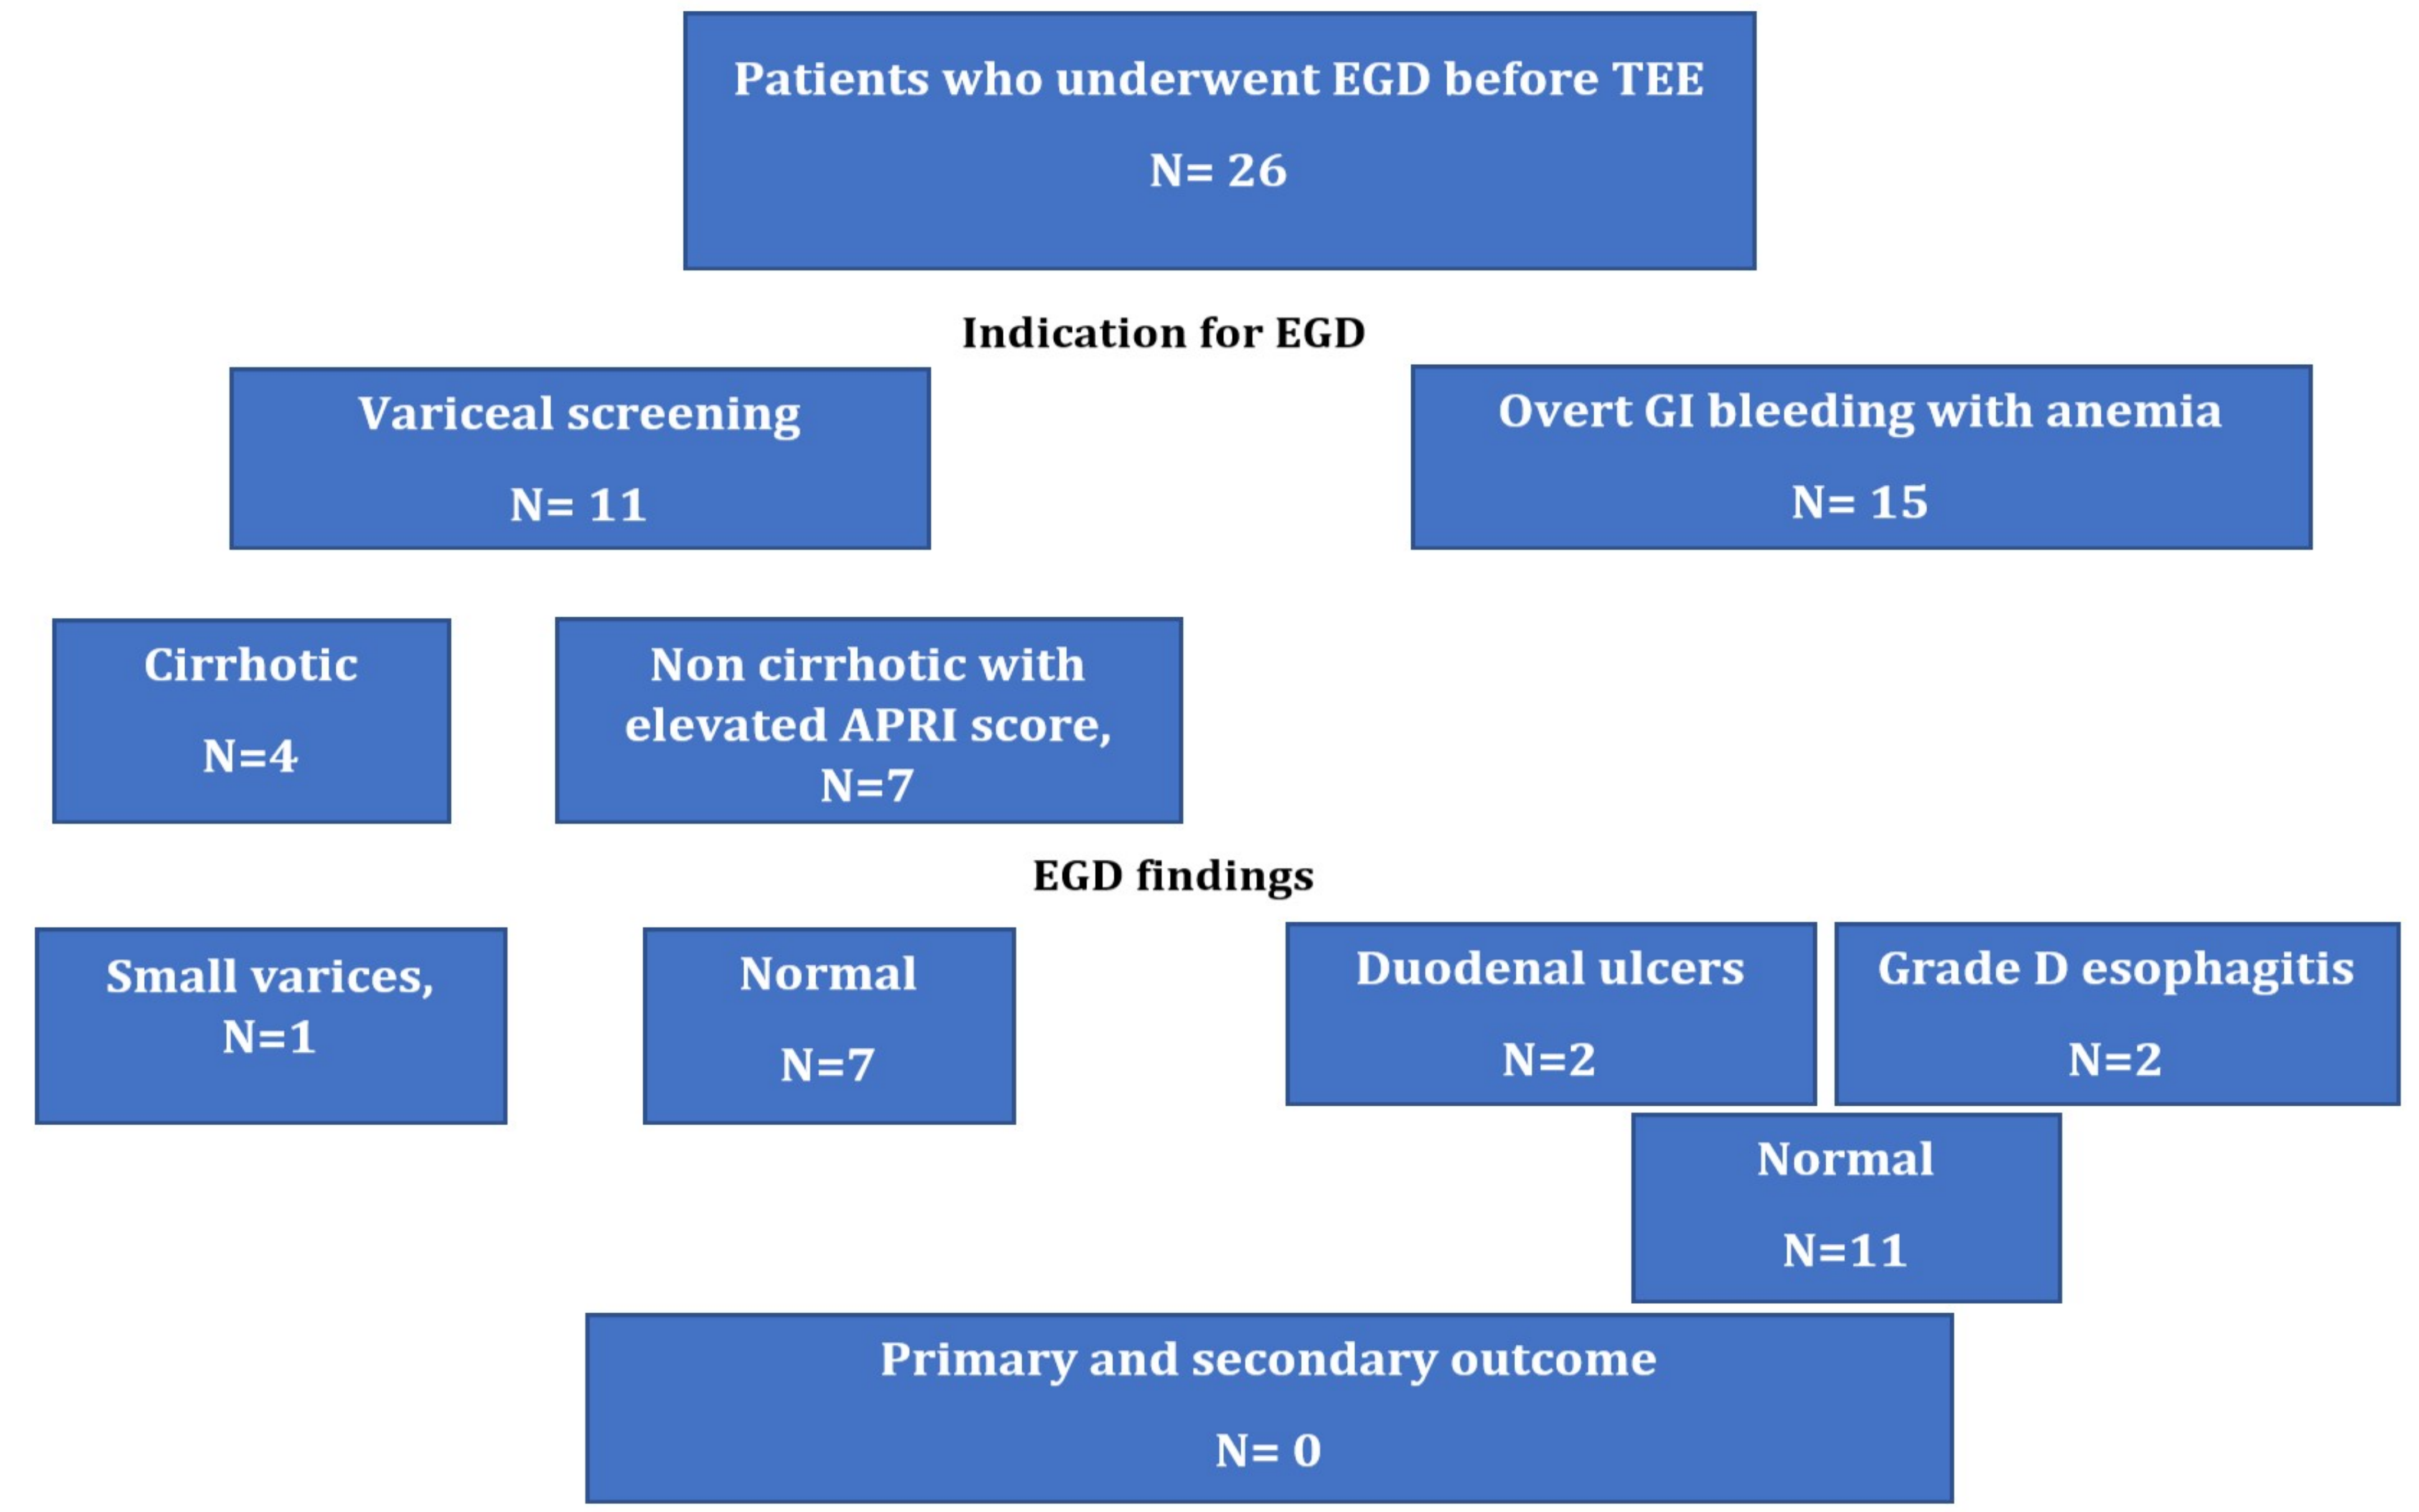 Patients who underwent EGD before TEE
N= 26
Indication for EGD
Variceal screening
N= 11
Overt GI bleeding with anemia
N= 15
Cirrhotic
N=4
Non cirrhotic with
elevated APRI score,
N=7
EGD findings
Small varices,
N=1
Normal
N=7
Duodenal ulcers
N=2
Grade D esophagitis
N=2
Normal
N=11
Primary and secondary outcome
N= 0